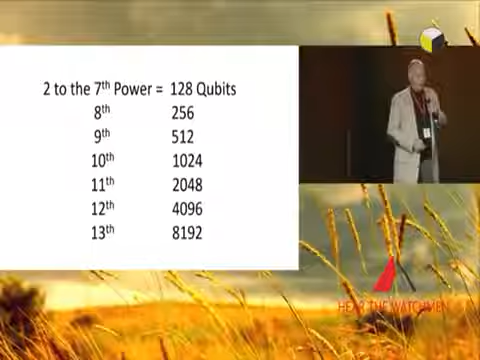 2 to the 7th Power = 128 Qubits
8th 256
9th 512
10th 1024
11th 2048
12th 4096
13th 8192
HEAR THE WATCHMEN